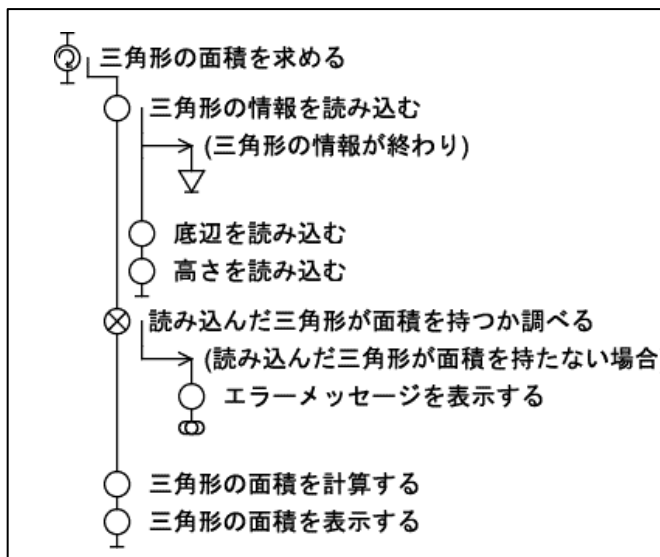 三角形の面積を求める
三角形の情報を読み込む
(三角形の情報が終わり)
底辺を読み込む
高さを読み込む
読み込んだ三角形が面積を持つか調べる
(読み込んだ三角形が面積を持たない場合
エラーメッセージを表示する
三角形の面積を計算する
三角形の面積を表示する